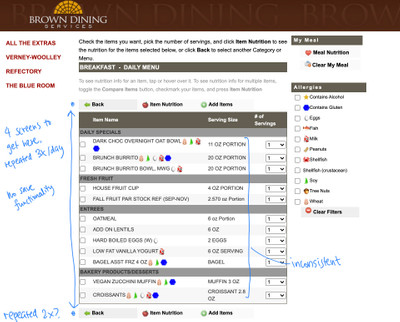 BROWN DINING
SERVICES
ALL THE EXTRAS
VERNEY-WOOLLEY
REFECTORY
THE BLUE ROOM
Check the items you want, pick the number of servings, and click Item Nutrition to see
the nutrition for the items selected below, or click Back to select another Category or
Menu.
BREAKFAST - DAILY MENU
To see nutrition info for an item, tap or hover over it. To see nutrition info for multiple items,
toggle the Compare Items button, checkmark your items, and press Item Nutrition
Back Item Nutrition Add Items
Item Name Serving Size # of Servings
DAILY SPECIALS
DARK CHOC OVERNIGHT OAT BOWL 11 OZ PORTION 1
BRUNCH BURRITO 20 OZ PORTION 1
BRUNCH BURRITO BOWL, MWG 20 OZ PORTION 1
FRESH FRUIT
HOUSE FRUIT CUP 4 OZ PORTION 1
FALL FRUIT PAR STOCK REF (SEP-NOV) 2.570 oz Portion 1
ENTREES
OATMEAL 6 oz Portion 1
ADD ON LENTILS 6 OZ 1
HARD BOILED EGGS (W) 2 EGGS 1
LOW FAT VANILLA YOGURT 6 OZ SERVING 1
BAGEL ASST FRZ 4 OZ BAGEL 1
BAKERY PRODUCTS/DESSERTS
VEGAN ZUCCHINI MUFFIN MUFFIN 3 OZ 1
CROISSANTS CROISSANT 2.8 OZ 1
Back Item Nutrition Add Items
My Meal
Meal Nutrition
Clear My Meal
Allergies
Contains Alcohol
Contains Gluten
Eggs
Fish
Milk
Peanuts
Shellfish
Shellfish (crustacean)
Soy
Tree Nuts
Wheat
Clear Filters
4 screens to
get here,
repeated 3x/day
no save
functionality
repeated 2x?
inconsistent